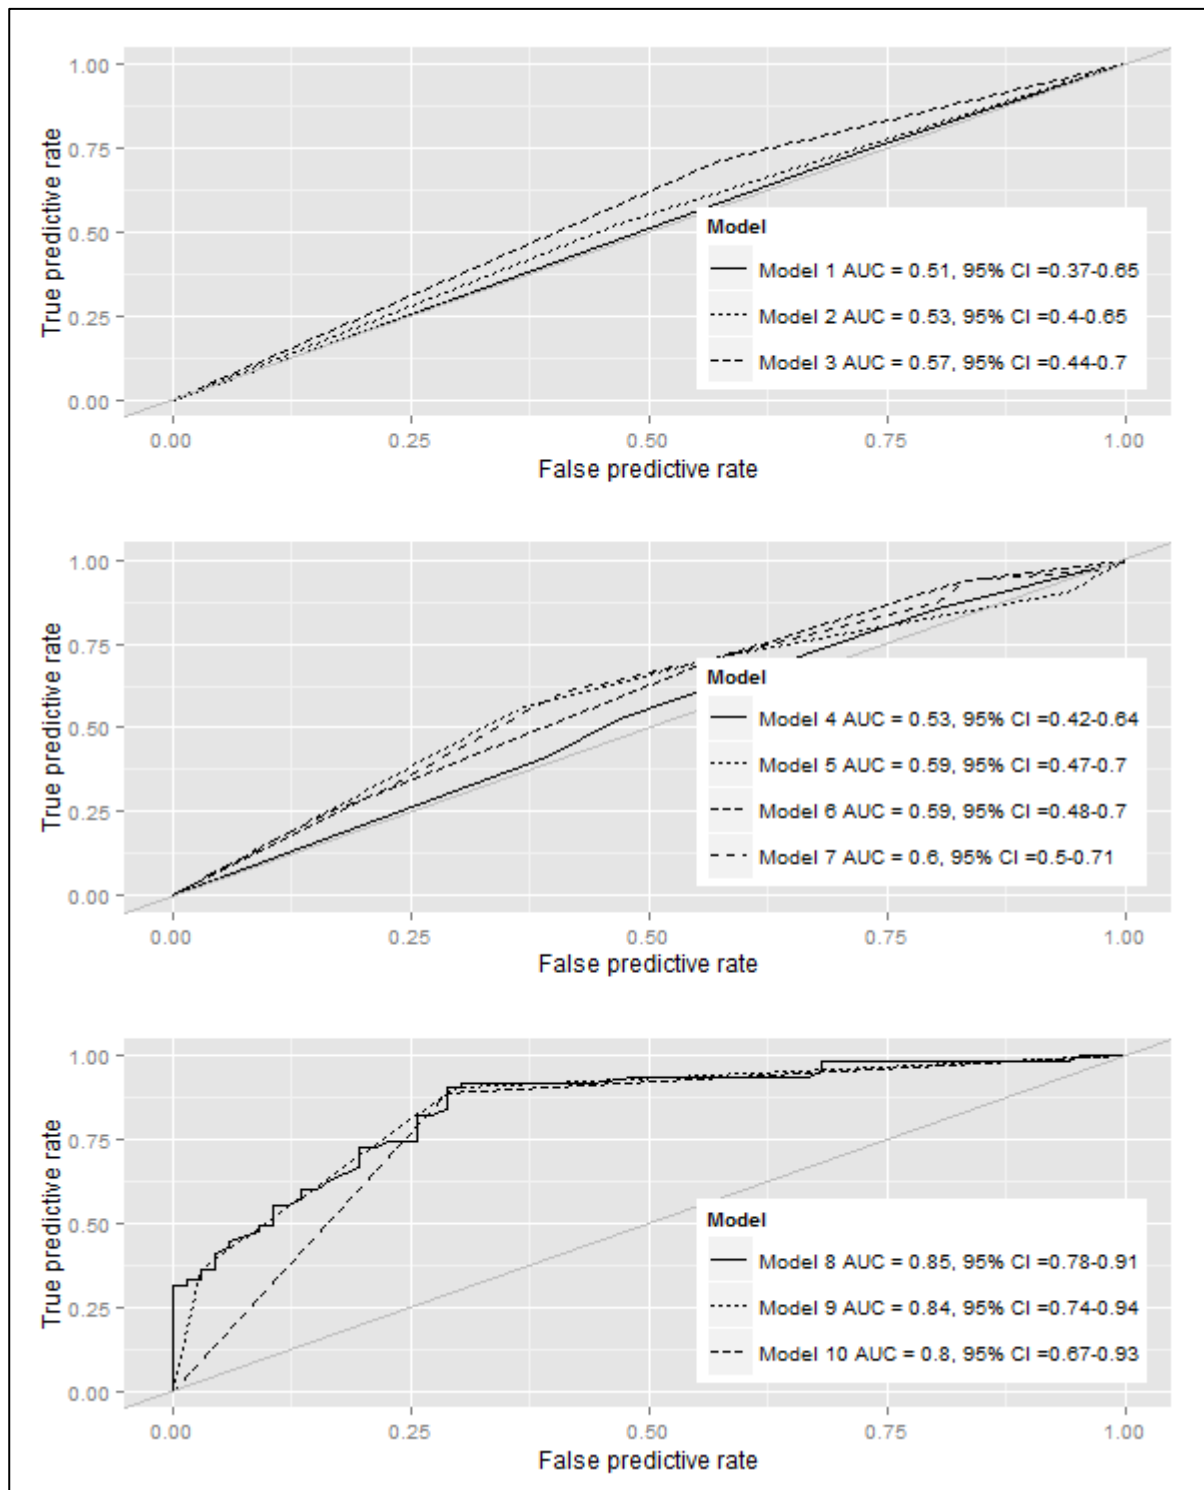 1.00
0.75
0.50
0.25
0.00
True predictive rate
Model
Model 1 AUC = 0.51, 95% CI =0.37-0.65
Model 2 AUC = 0.53, 95% CI =0.4-0.65
Model 3 AUC = 0.57, 95% CI =0.44-0.7
0.00 0.25 0.50 0.75 1.00
False predictive rate
1.00
0.75
0.50
0.25
0.00
True predictive rate
Model
Model 4 AUC = 0.53, 95% CI =0.42-0.64
Model 5 AUC = 0.59, 95% CI =0.47-0.7
Model 6 AUC = 0.59, 95% CI =0.48-0.7
Model 7 AUC = 0.6, 95% CI =0.5-0.71
0.00 0.25 0.50 0.75 1.00
False predictive rate
1.00
0.75
0.50
0.25
0.00
True predictive rate
Model
Model 8 AUC = 0.85, 95% CI =0.78-0.91
Model 9 AUC = 0.84, 95% CI =0.74-0.94
Model 10 AUC = 0.8, 95% CI =0.67-0.93
0.00 0.25 0.50 0.75 1.00
False predictive rate